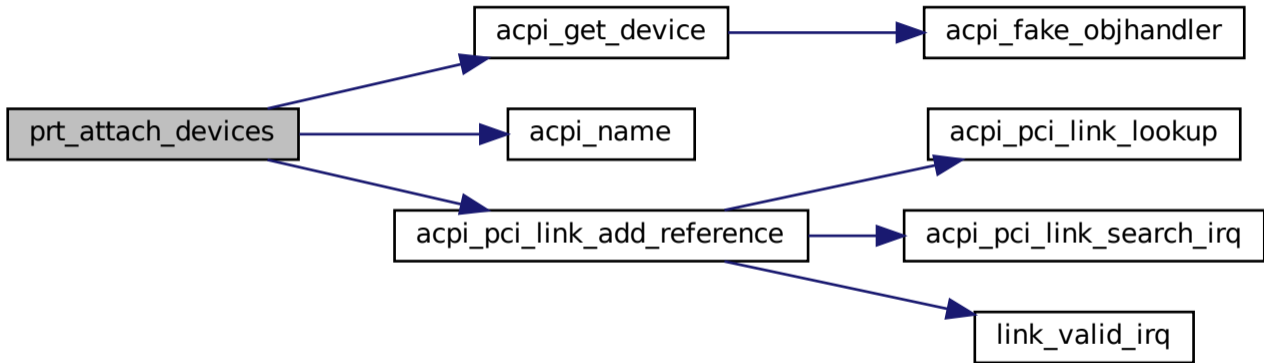 acpi_get_device
acpi_fake_objhandler
prt_attach_devices
acpi_name
acpi_pci_link_lookup
acpi_pci_link_add_reference
acpi_pci_link_search_irq
link_valid_irq